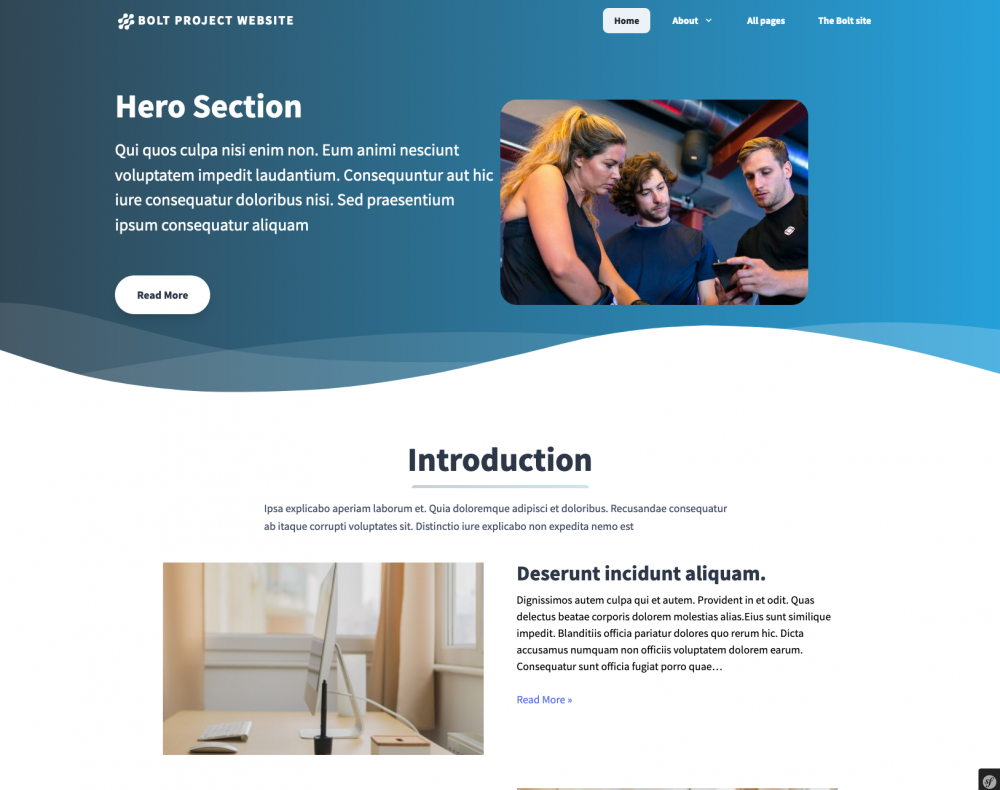 BOLT PROJECT WEBSITE
Home
About
All pages
The Bolt site
Hero Section
Qui quos culpa nisi enim non. Eum animi nesciunt
voluptatem impedit laudantium. Consequuntur aut hic
iure consequatur doloribus nisi. Sed praesentium
ipsum consequatur aliquam
Read More
Introduction
Ipsa explicabo aperiam laborum et. Quia doloremque adipisci et doloribus. Recusandae consequatur
ab itaque corrupti voluptates sit. Distinctio iure explicabo non expedita nemo est
Deserunt incidunt aliquam.
Dignissimos autem culpa qui et autem. Provident in et odit. Quas
delectus beatae corporis dolorem molestias alias.Eius sunt similique
impedit. Blanditiis officia pariatur dolores quo rerum hic. Dicta
accusamus numquam non officiis voluptatem dolorem earum.
Consequatur sunt officia fugiat porro quae…
Read More »
sf